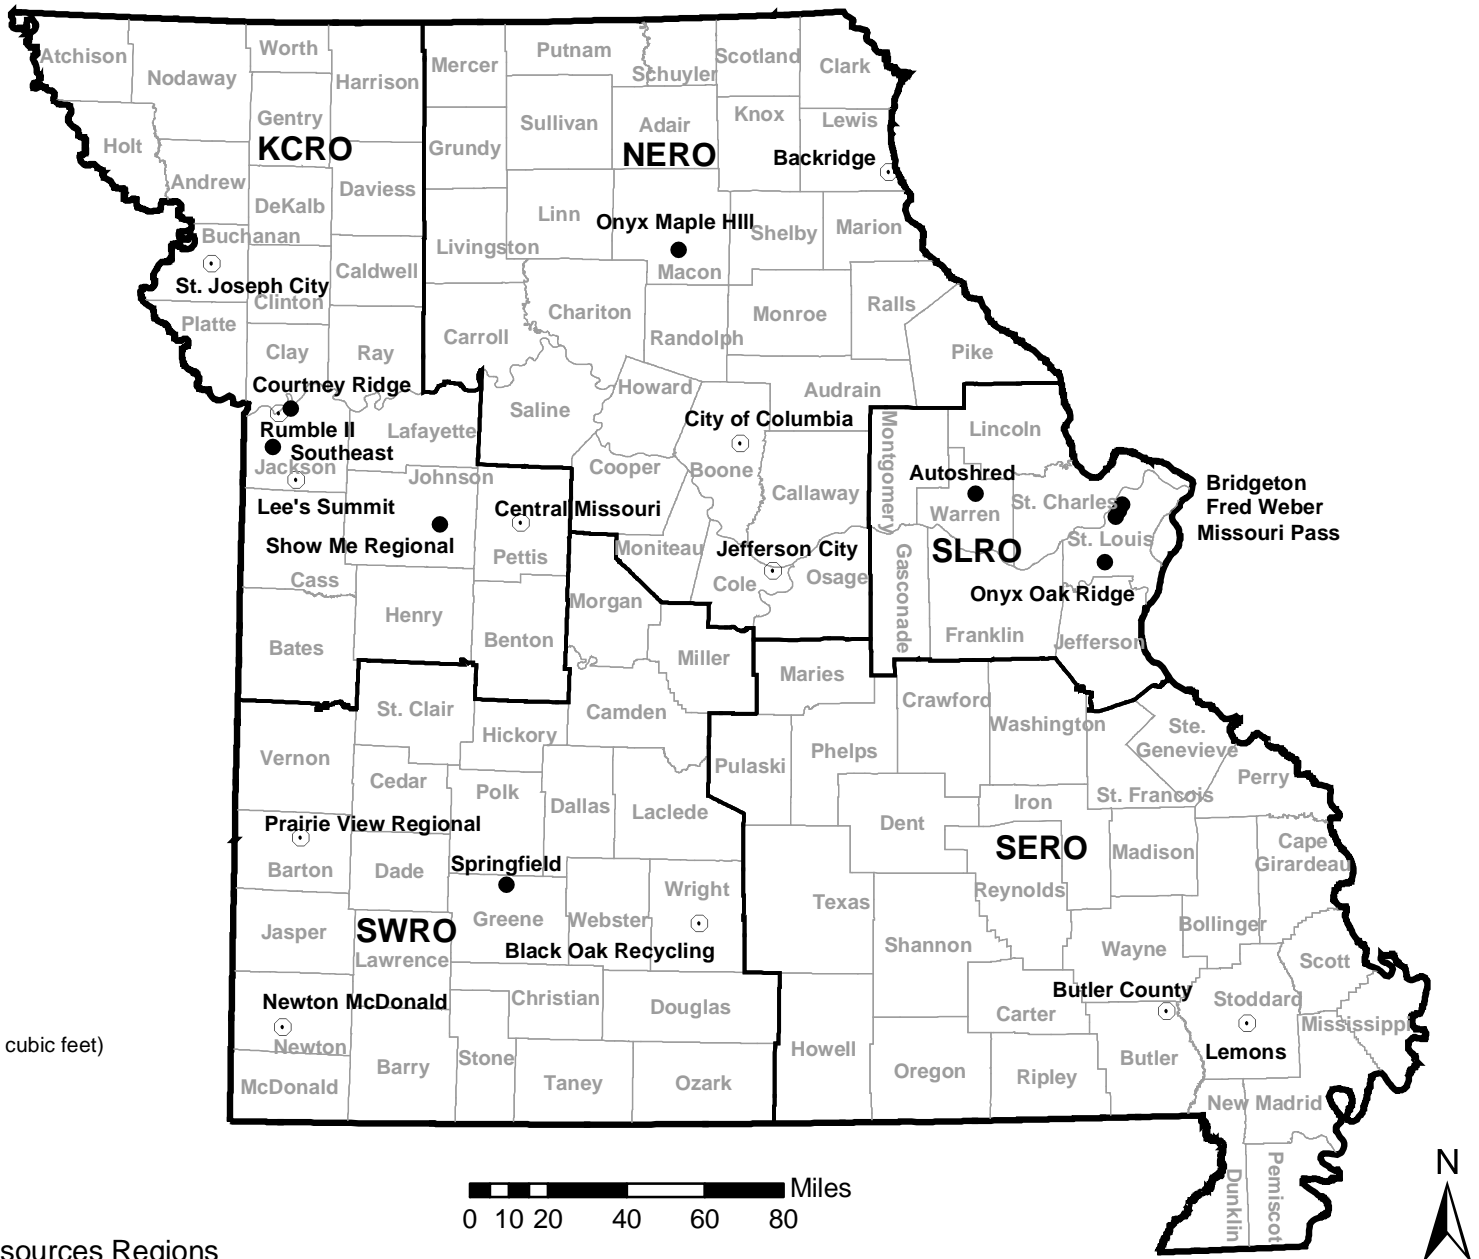 Atchison
Nodaway
Worth
Harrison
Mercer
Putnam
Schuyler
Scotland
Clark
Holt
Gentry
KCRO
Grundy
Sullivan
Adair
NERO
Knox
Lewis
Backridge
Andrew
DeKalb
Daviess
Linn
Onyx Maple HIll
Shelby
Marion
Buchanan
Livingston
Macon
Caldwell
St. Joseph City
Clinton
Platte
Chariton
Monroe
Ralls
Clay
Ray
Carroll
Randolph
Pike
Courtney Ridge
Howard
Audrain
Saline
City of Columbia
Montgomery
Lincoln
Rumble II
Lafayette
Southeast
Jackson
Johnson
Cooper
Boone
Callaway
Autoshred
Warren
St. Charles
Bridgeton
Fred Weber
Missouri Pass
Lee's Summit
Central Missouri
Show Me Regional
Pettis
Moniteau
Jefferson City
SLRO
St. Louis
Cass
Cole
Osage
Gasconade
Onyx Oak Ridge
Henry
Morgan
Franklin
Jefferson
Bates
Benton
Miller
Maries
St. Clair
Camden
Crawford
Washington
Ste.
Genevieve
Hickory
Vernon
Pulaski
Phelps
Perry
Cedar
Polk
Dallas
Laclede
Iron
St. Francois
Prairie View Regional
Dent
SERO
Madison
Cape
Girardeau
Barton
Dade
Springfield
Wright
Texas
Reynolds
Jasper
SWRO
Greene
Webster
Bollinger
Lawrence
Black Oak Recycling
Shannon
Wayne
Scott
Newton McDonald
Christian
Douglas
Butler County
Carter
Stoddard
Mississippi
cubic feet)
Newton
Howell
Lemons
McDonald
Barry
Stone
Taney
Ozark
Oregon
Ripley
Butler
New Madrid
Dunklin
Pemiscot
Miles
0 10 20 40 60 80
N
sources Regions